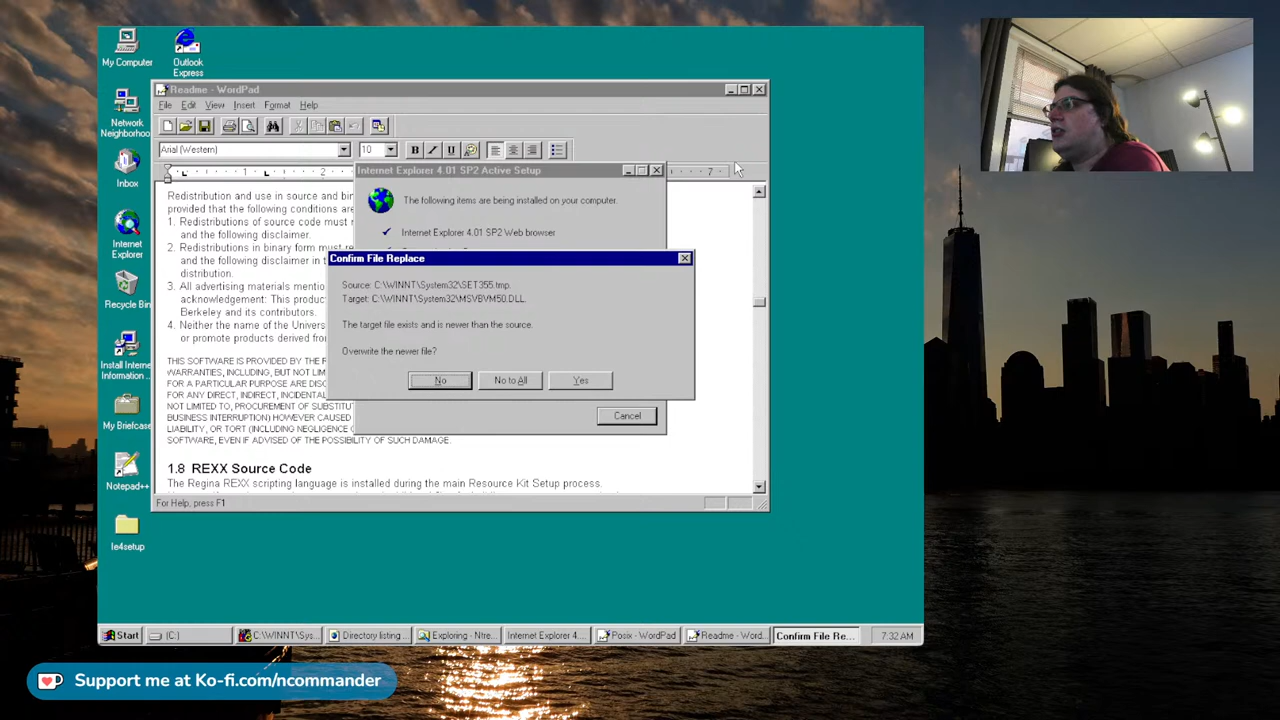 My Computer
Outlook
Express
Network
Neighborhoo
Inbox
Internet
Explorer
Recycle Bin
Install Interne
Information ...
My Briefcase
Notepad++
Ie4setup
Readme - WordPad
File Edit View Insert Format Help
Arial (Western) 10
B U
1 2 7
Redistribution and use in source and bin
provided that the following conditions are
1. Redistributions of source code must r
and the following disclaimer.
2. Redistributions in binary form must re
and the following disclaimer in t
distribution.
3. All advertising materials mentio
acknowledgement: This produc
Berkeley and its contributors.
4. Neither the name of the Univers
or promote products derived from
THIS SOFTWARE IS PROVIDED BY THE R
WARRANTIES, INCLUDING, BUT NOT LIM
FOR A PARTICULAR PURPOSE ARE DISC
FOR ANY DIRECT, INDIRECT, INCIDENTAL
NOT LIMITED TO, PROCUREMENT OF SUBSTITUT
BUSINESS INTERRUPTION) HOWEVER CAUSED
LIABILITY, OR TORT (INCLUDING NEGLIGENCE O
SOFTWARE, EVEN IF ADVISED OF THE POSSIBILITY OF SUCH DAMAGE.
1.8 REXX Source Code
The Regina REXX scripting language is installed during the main Resource Kit Setup process.
For Help, press F1
Internet Explorer 4.01 SP2 Active Setup
The following items are being installed on your computer.
Internet Explorer 4.01 SP2 Web browser
Cancel
Confirm File Replace
Source: C:\WINNT\System32\SET355.tmp.
Target: C:\WINNT\System32\MSVBVM50.DLL.
The target file exists and is newer than the source.
Overwrite the newer file?
No No to All Yes
Start (C:) C:\WINNT\Sys... Directory listing ... Exploring - Ntre... Internet Explorer 4.... Posix - WordPad Readme - Word... Confirm File Re... 7:32 AM
Support me at Ko-fi.com/ncommander